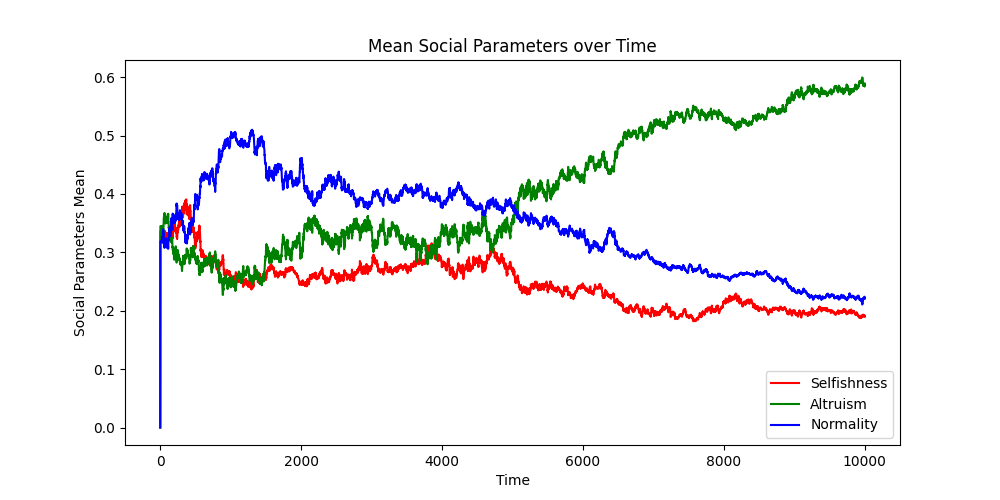 Mean Social Parameters over Time
Social Parameters Mean
0.6
0.5
0.4
0.3
0.2
0.1
0.0
0 2000 4000 6000 8000 10000
Time
Selfishness
Altruism
Normality